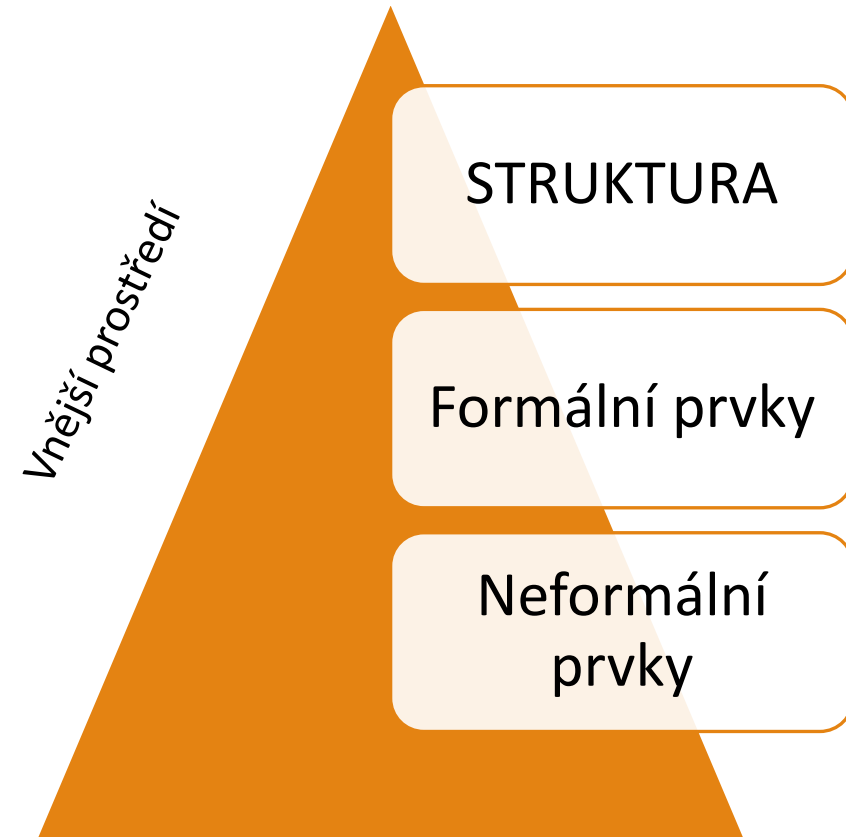 Vnější prostředí
STRUKTURA
Formální prvky
Neformální
prvky